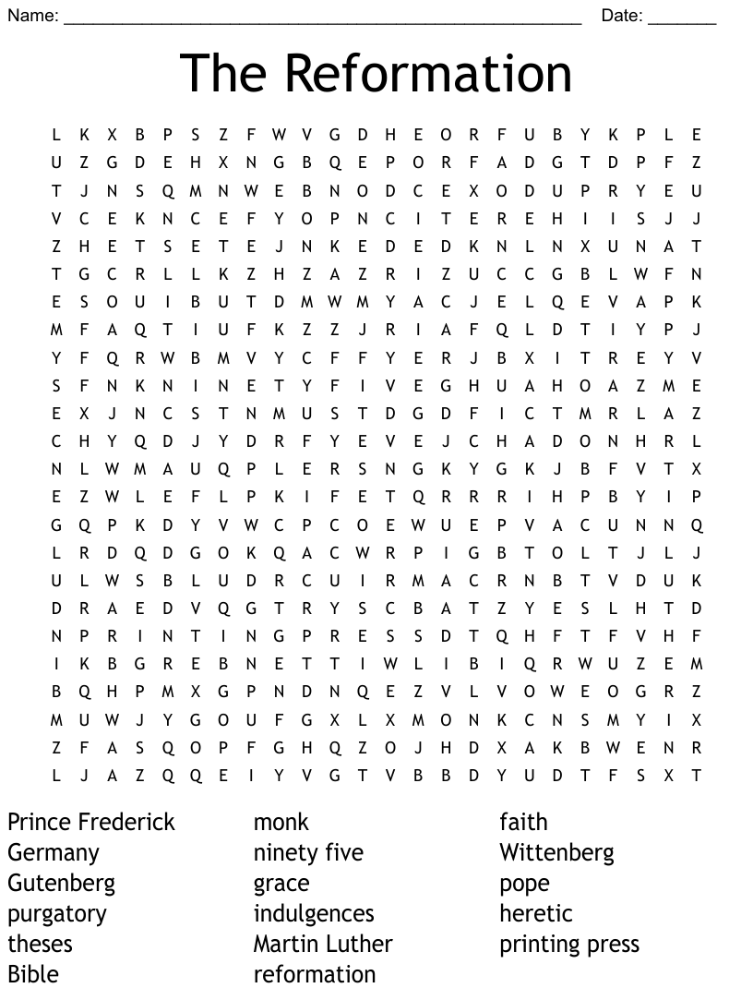 Name: ______________________________________________________ Date: _______
The Reformation
L K X B P S Z F W V G D H E O R F U B Y K P L E
U Z G D E H X N G B Q E P O R F A D G T D P F Z
T J N S Q M N W E B N O D C E X O D U P R Y E U
V C E K N C E F Y O P N C I T E R E H I I S J J
Z H E T S E T E J N K E D E D K N L N X U N A T
T G C R L L K Z H Z A Z R I Z U C C G B L W F N
E S O U I B U T D M W M Y A C J E L Q E V A P K
M F A Q T I U F K Z Z J R I A F Q L D T I Y P J
Y F Q R W B M V Y C F F Y E R J B X I T R E Y V
S F N K N I N E T Y F I V E G H U A H O A Z M E
E X J N C S T N M U S T D G D F I C T M R L A Z
C H Y Q D J Y D R F Y E V E J C H A D O N H R L
N L W M A U Q P L E R S N G K Y G K J B F V T X
E Z W L E F L P K I F E T Q R R R I H P B Y I P
G Q P K D Y V W C P C O E W U E P V A C U N N Q
L R D Q D G O K Q A C W R P I G B T O L T J L J
U L W S B L U D R C U I R M A C R N B T V D U K
D R A E D V Q G T R Y S C B A T Z Y E S L H T D
N P R I N T I N G P R E S S D T Q H F T F V H F
I K B G R E B N E T T I W L I B I Q R W U Z E M
B Q H P M X G P N D N Q E Z V L V O W E O G R Z
M U W J Y G O U F G X L X M O N K C N S M Y I X
Z F A S Q O P F G H Q Z O J H D X A K B W E N R
L J A Z Q Q E I Y V G T V B B D Y U D T F S X T
Prince Frederick monk faith
Germany ninety five Wittenberg
Gutenberg grace pope
purgatory indulgences heretic
theses Martin Luther printing press
Bible reformation